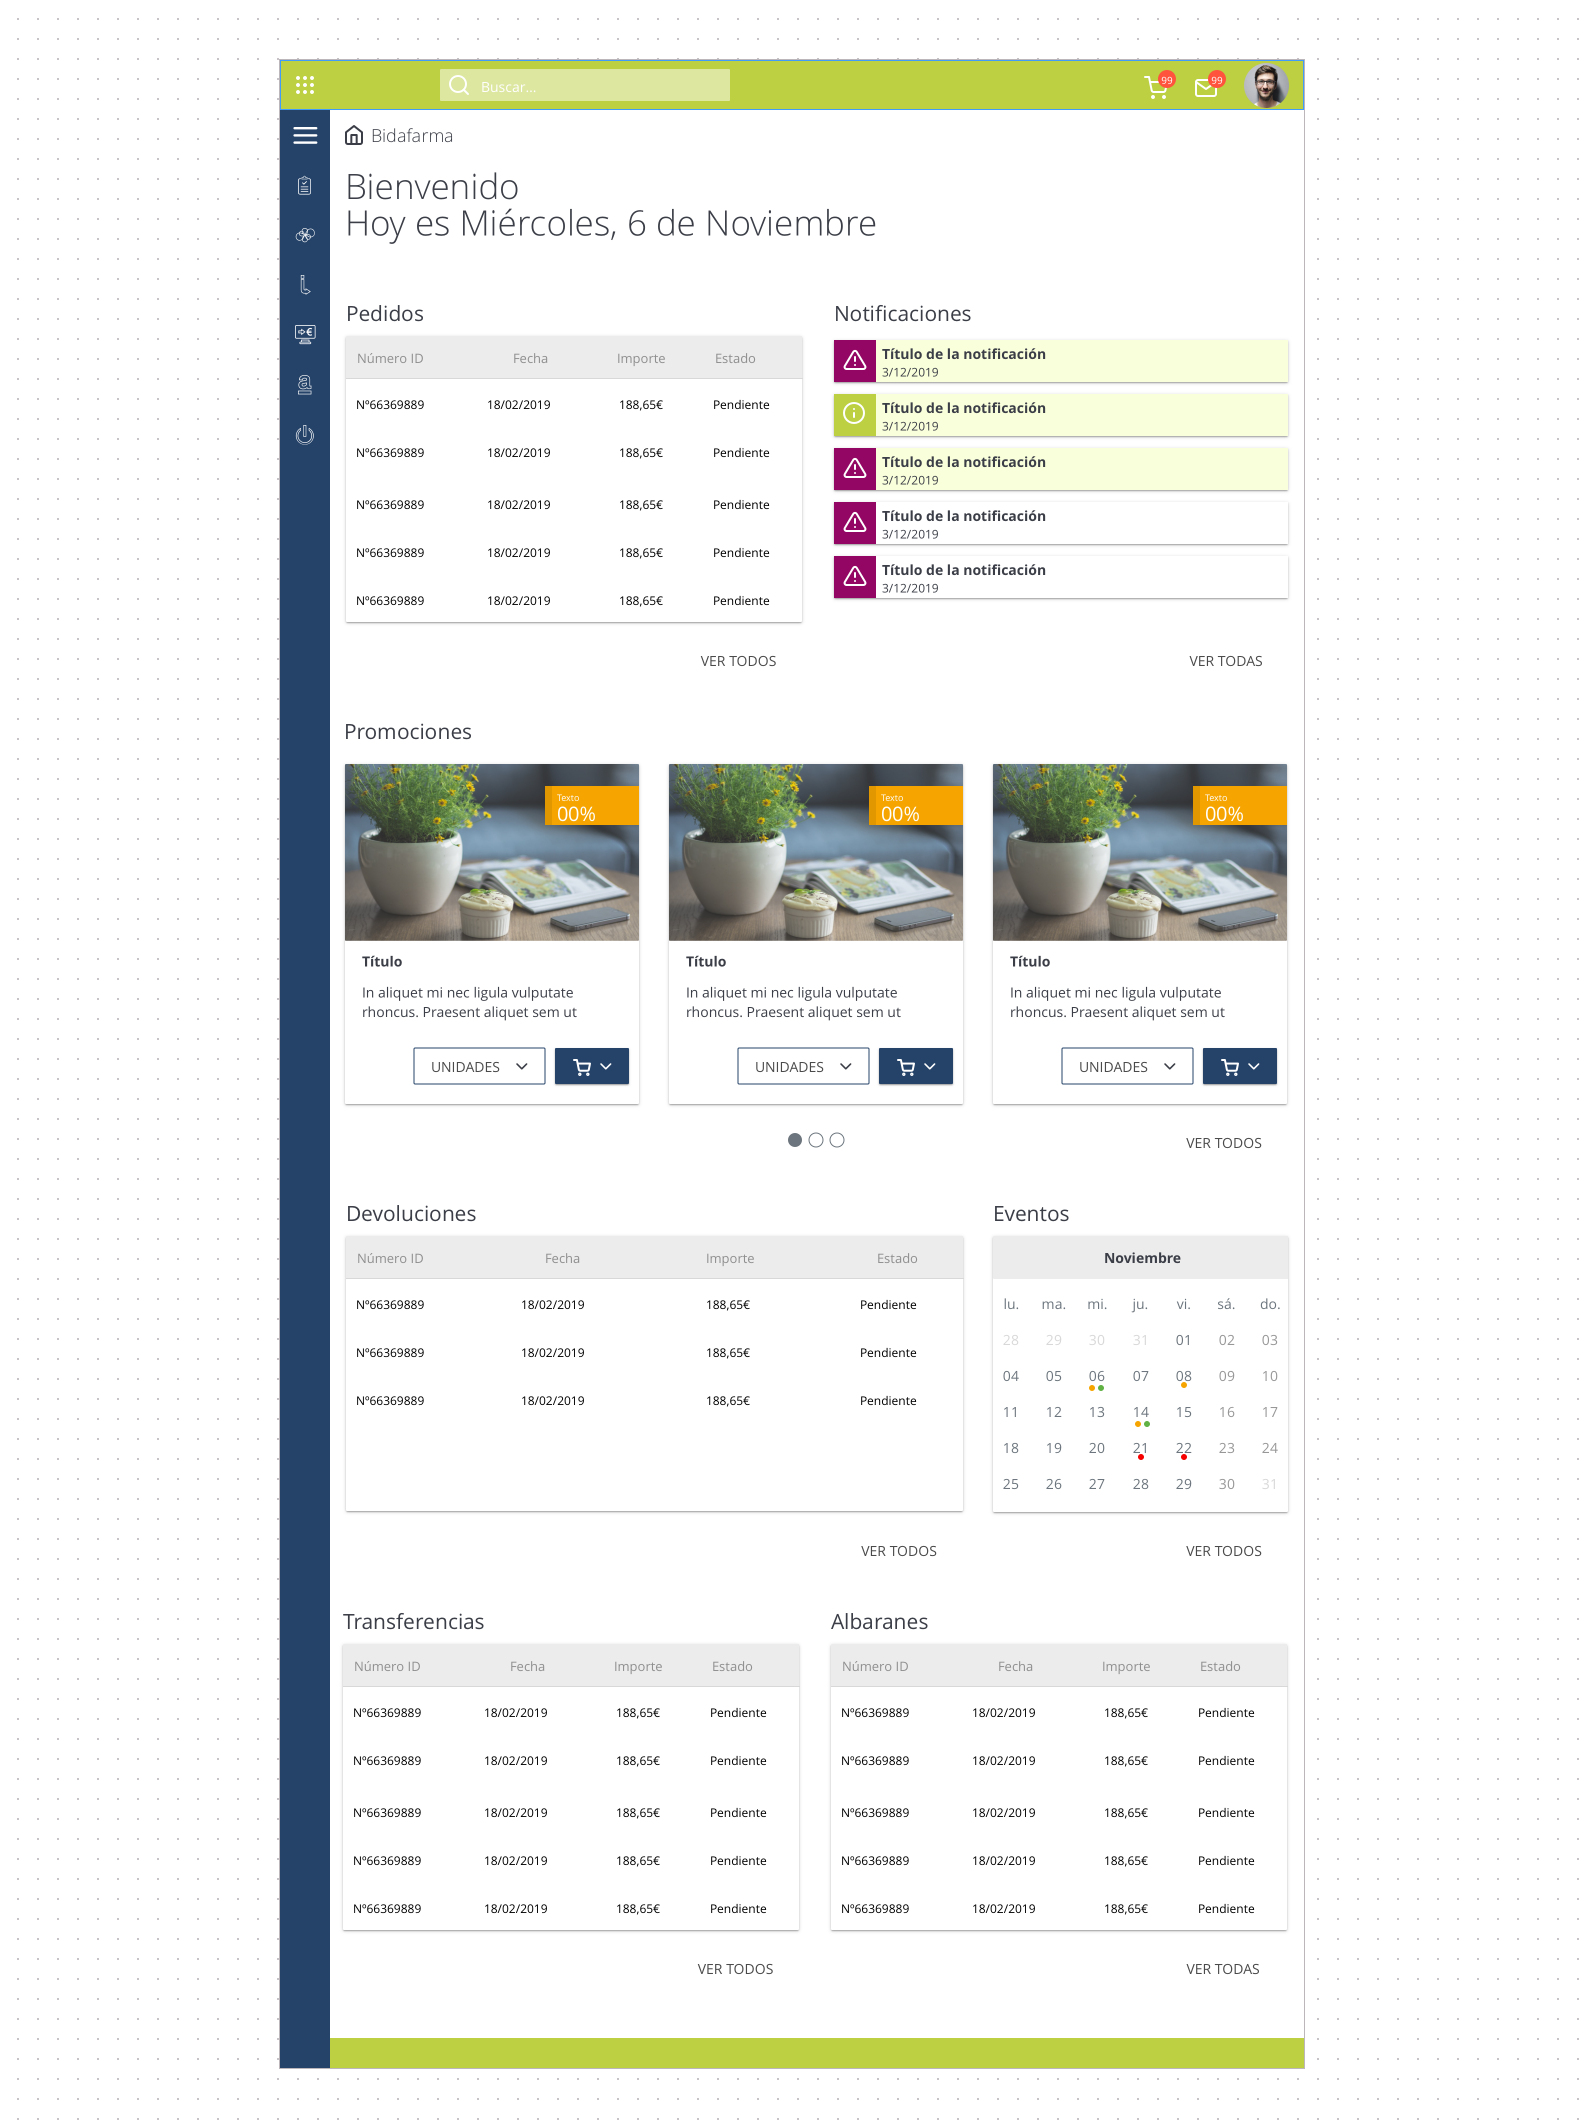 Buscar...
99
99
Bidafarma
Bienvenido
Hoy es Miércoles, 6 de Noviembre
Pedidos
Número ID Fecha Importe Estado
Nº66369889 18/02/2019 188,65€ Pendiente
Nº66369889 18/02/2019 188,65€ Pendiente
Nº66369889 18/02/2019 188,65€ Pendiente
Nº66369889 18/02/2019 188,65€ Pendiente
Nº66369889 18/02/2019 188,65€ Pendiente
VER TODOS
Notificaciones
Título de la notificación
3/12/2019
Título de la notificación
3/12/2019
Título de la notificación
3/12/2019
Título de la notificación
3/12/2019
Título de la notificación
3/12/2019
VER TODAS
Promociones
Texto
00%
Título
In aliquet mi nec ligula vulputate
rhoncus. Praesent aliquet sem ut
UNIDADES
Texto
00%
Título
In aliquet mi nec ligula vulputate
rhoncus. Praesent aliquet sem ut
UNIDADES
Texto
00%
Título
In aliquet mi nec ligula vulputate
rhoncus. Praesent aliquet sem ut
UNIDADES
VER TODOS
Devoluciones
Número ID Fecha Importe Estado
Nº66369889 18/02/2019 188,65€ Pendiente
Nº66369889 18/02/2019 188,65€ Pendiente
Nº66369889 18/02/2019 188,65€ Pendiente
VER TODOS
Eventos
Noviembre
lu. ma. mi. ju. vi. sá. do.
28 29 30 31 01 02 03
04 05 06 07 08 09 10
11 12 13 14 15 16 17
18 19 20 21 22 23 24
25 26 27 28 29 30 31
VER TODOS
Transferencias
Número ID Fecha Importe Estado
Nº66369889 18/02/2019 188,65€ Pendiente
Nº66369889 18/02/2019 188,65€ Pendiente
Nº66369889 18/02/2019 188,65€ Pendiente
Nº66369889 18/02/2019 188,65€ Pendiente
Nº66369889 18/02/2019 188,65€ Pendiente
VER TODOS
Albaranes
Número ID Fecha Importe Estado
Nº66369889 18/02/2019 188,65€ Pendiente
Nº66369889 18/02/2019 188,65€ Pendiente
Nº66369889 18/02/2019 188,65€ Pendiente
Nº66369889 18/02/2019 188,65€ Pendiente
Nº66369889 18/02/2019 188,65€ Pendiente
VER TODAS